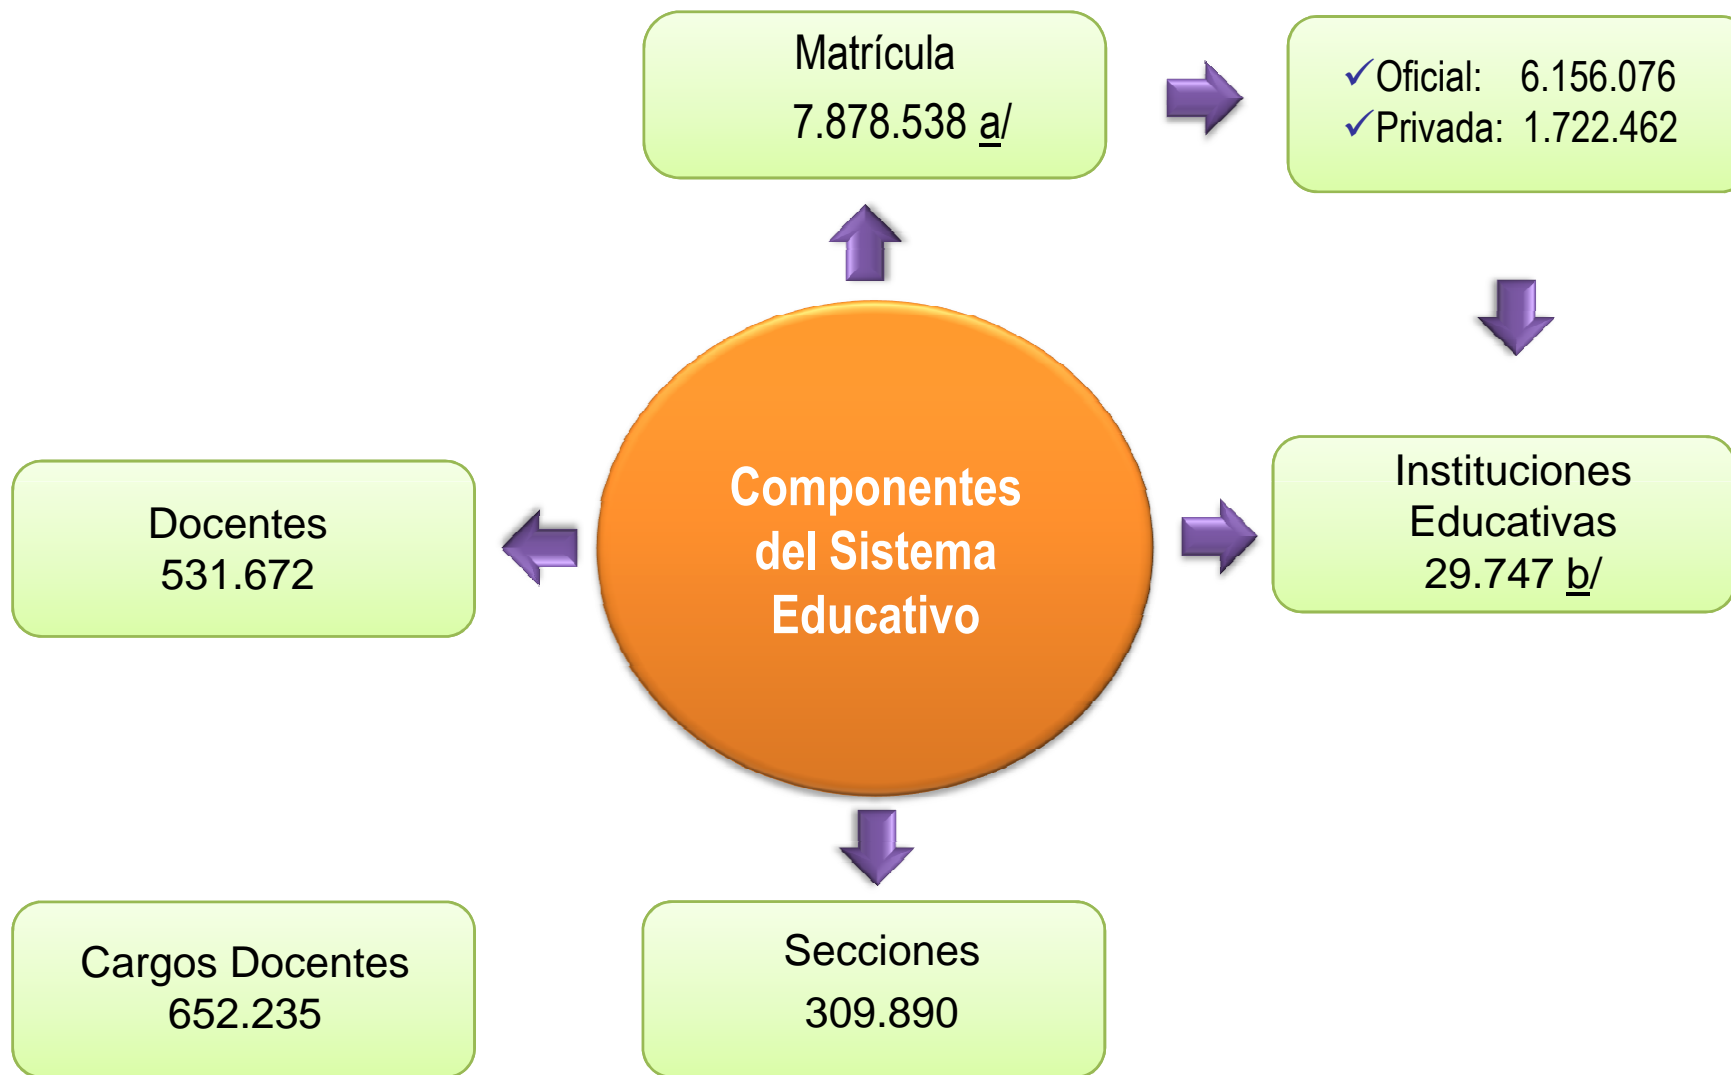 Matrícula
7.878.538 a/
✓Oficial: 6.156.076
✓Privada: 1.722.462
Componentes
del Sistema
Educativo
Docentes
531.672
Instituciones
Educativas
29.747 b/
Cargos Docentes
652.235
Secciones
309.890